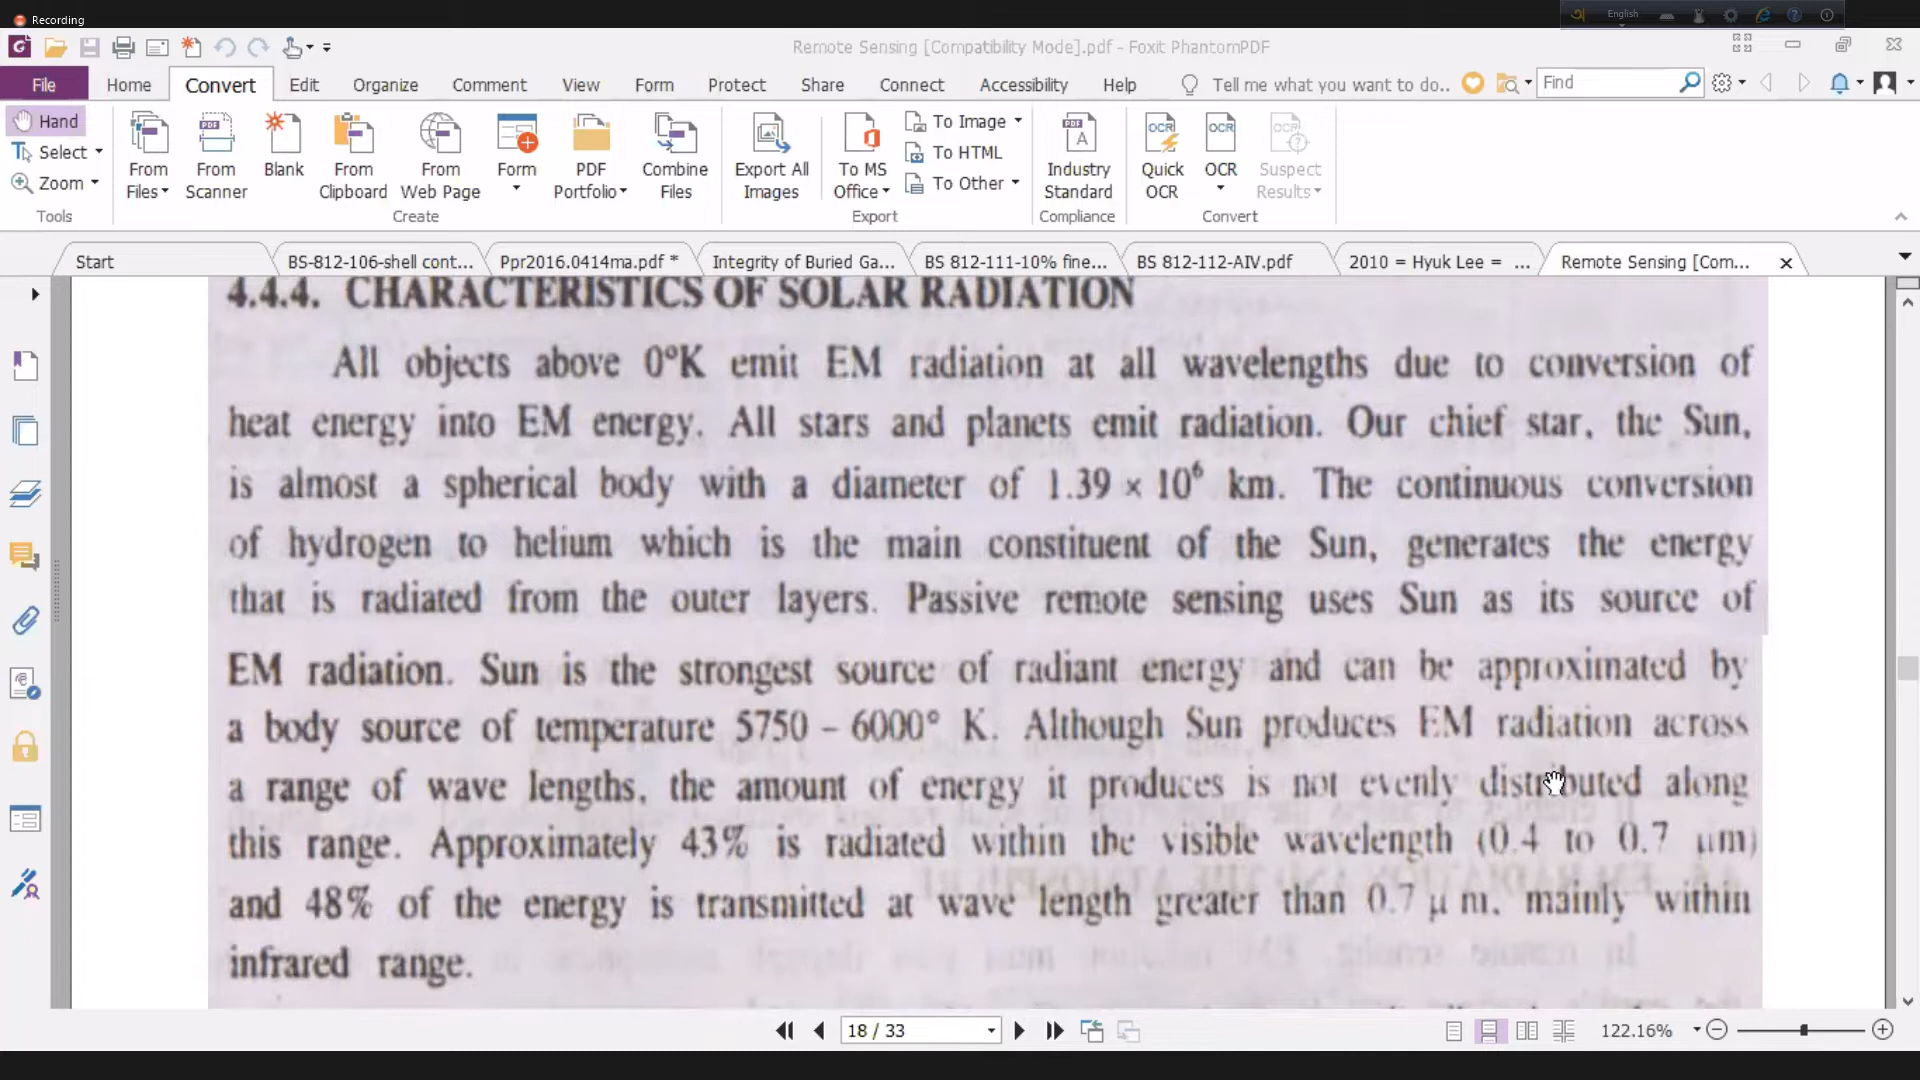 Recording
English
Remote Sensing [Compatibility Mode].pdf - Foxit PhantomPDF
File Home Convert Edit Organize Comment View Form Protect Share Connect Accessibility Help Tell me what you want to do.. Find
Hand
Select
Zoom
Tools
From Files
From Scanner
Blank
From Clipboard
From Web Page
Form
PDF Portfolio
Combine Files
Create
Export All Images
To MS Office
To Image
To HTML
To Other
Export
PDF A
Industry Standard
Compliance
OCR
Quick OCR
OCR
OCR
OCR
Suspect Results
Convert
Start
BS-812-106-shell cont...
Ppr2016.0414ma.pdf *
Integrity of Buried Ga...
BS 812-111-10% fine...
BS 812-112-AIV.pdf
2010 = Hyuk Lee = ...
Remote Sensing [Com...
4.4.4. CHARACTERISTICS OF SOLAR RADIATION
All objects above 0°K emit EM radiation at all wavelengths due to conversion of
heat energy into EM energy. All stars and planets emit radiation. Our chief star, the Sun,
is almost a spherical body with a diameter of 1.39 × 10⁶ km. The continuous conversion
of hydrogen to helium which is the main constituent of the Sun, generates the energy
that is radiated from the outer layers. Passive remote sensing uses Sun as its source of
EM radiation. Sun is the strongest source of radiant energy and can be approximated by
a body source of temperature 5750 – 6000° K. Although Sun produces EM radiation across
a range of wave lengths, the amount of energy it produces is not evenly distributed along
this range. Approximately 43% is radiated within the visible wavelength (0.4 to 0.7 μm)
and 48% of the energy is transmitted at wave length greater than 0.7 μ m, mainly within
infrared range.
18 / 33
122.16%